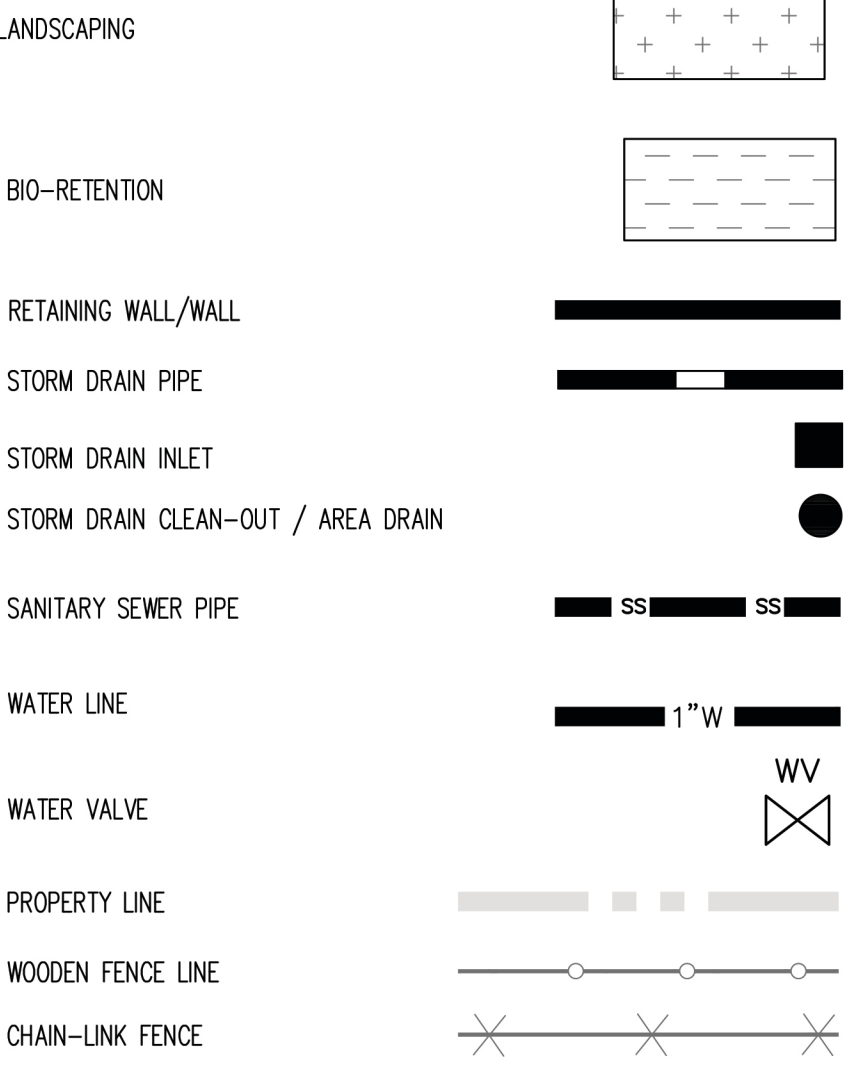 LANDSCAPING
BIO-RETENTION
RETAINING WALL/WALL
STORM DRAIN PIPE
STORM DRAIN INLET
STORM DRAIN CLEAN-OUT / AREA DRAIN
SANITARY SEWER PIPE SS SS
WATER LINE 1"W
WV
WATER VALVE
PROPERTY LINE
WOODEN FENCE LINE
CHAIN-LINK FENCE